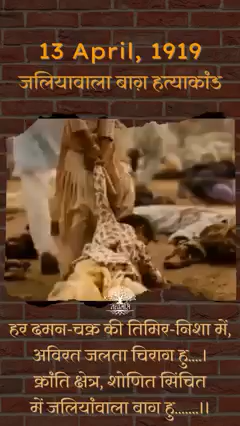 13 April, 1919
जलियावाला बाग़ हत्याकाँड
हर दमन-चक्र की तिमिर-निशा में,
अविरत जलता चिराग हु....।
क्रांति क्षेत्र, शोणित सिंचित
में जलियांवाला बाग हु.......।।